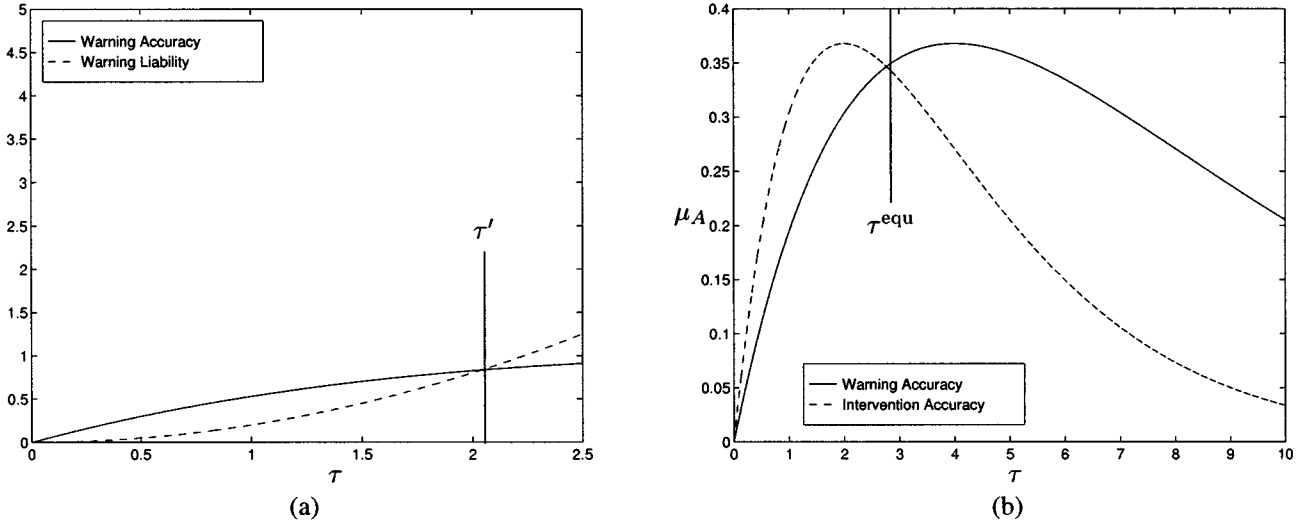 5
4.5
4
3.5
3
2.5
2
1.5
1
0.5
0
Warning Accuracy
Warning Liability
τ′
0 0.5 1 1.5 2 2.5
τ
(a)
0.4
0.35
0.3
0.25
μA 0.2
0.15
0.1
0.05
0
τequ
Warning Accuracy
Intervention Accuracy
0 1 2 3 4 5 6 7 8 9 10
τ
(b)